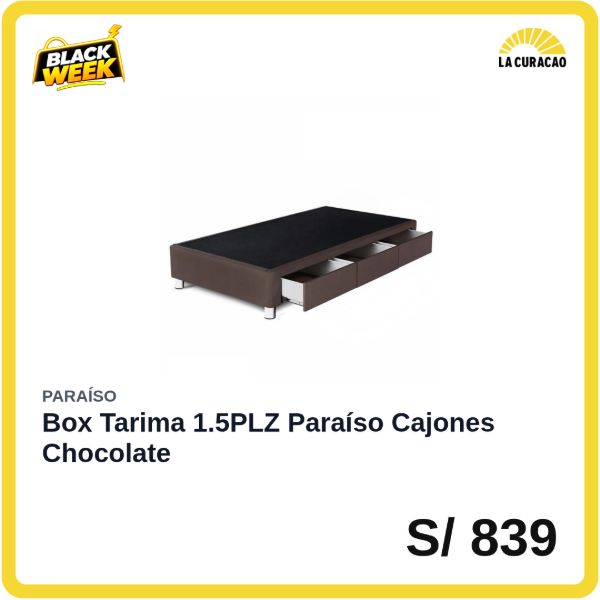 BLACK
WEEK
LA CURACAO
PARAÍSO
Box Tarima 1.5PLZ Paraíso Cajones
Chocolate
S/ 839